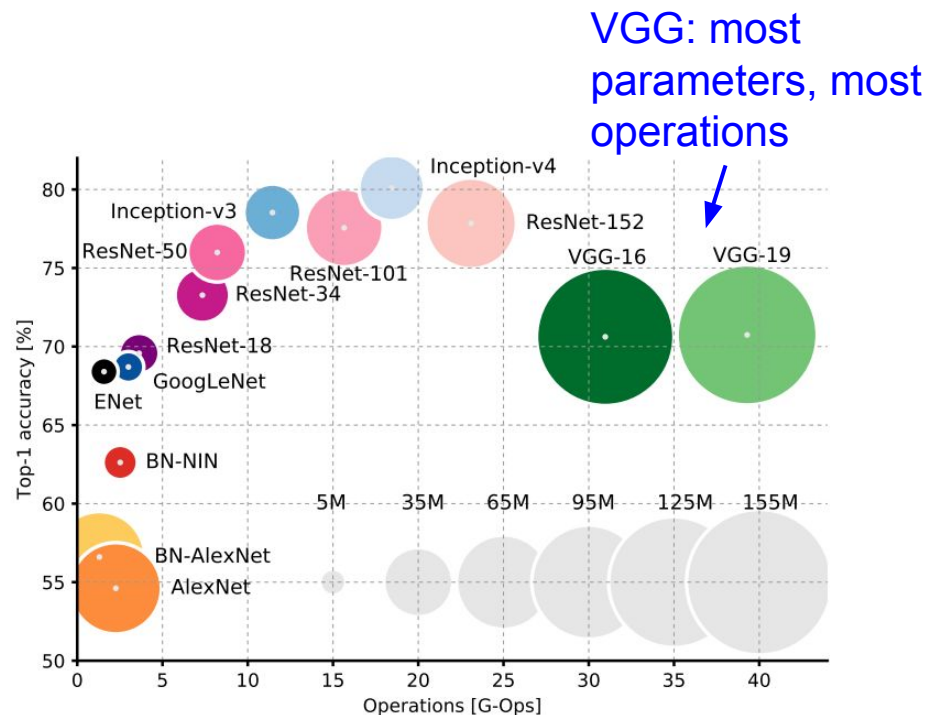 VGG: most
parameters, most
operations
Inception-v4
Inception-v3
ResNet-152
ResNet-50
VGG-16
VGG-19
ResNet-101
ResNet-34
ResNet-18
GoogLeNet
ENet
BN-NIN
5M 35M 65M 95M 125M 155M
BN-AlexNet
AlexNet
80
75
70
65
60
55
50
Top-1 accuracy [%]
0 5 10 15 20 25 30 35 40
Operations [G-Ops]